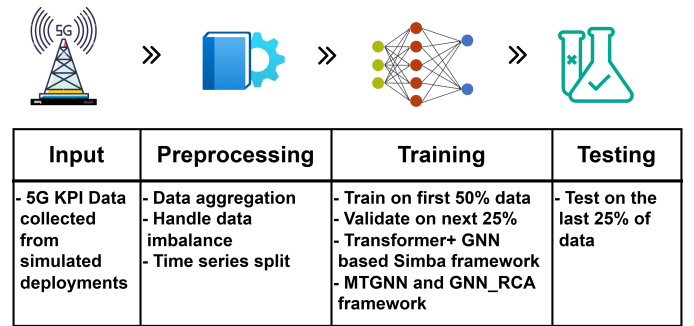 5G
Input
Preprocessing
Training
Testing
- 5G KPI Data
collected
from
simulated
deployments
- Data aggregation
- Handle data
imbalance
- Time series split
- Train on first 50% data
- Validate on next 25%
- Transformer+ GNN
based Simba framework
- MTGNN and GNN_RCA
framework
- Test on the
last 25% of
data